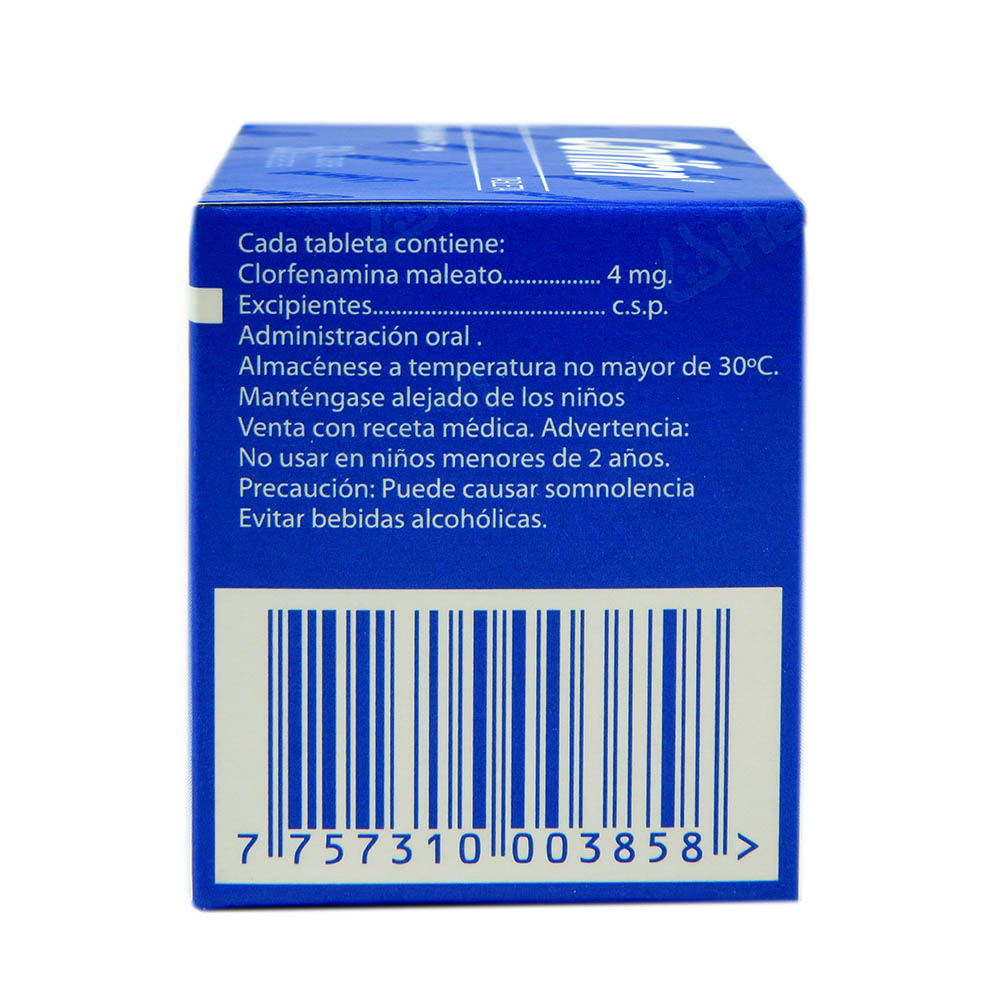 Cada tableta contiene:
Clorfenamina maleato................. 4 mg.
Excipientes....................................... c.s.p.
Administración oral .
Almacénese a temperatura no mayor de 30ºC.
Manténgase alejado de los niños
Venta con receta médica. Advertencia:
No usar en niños menores de 2 años.
Precaución: Puede causar somnolencia
Evitar bebidas alcohólicas.
7 757310 003858 >